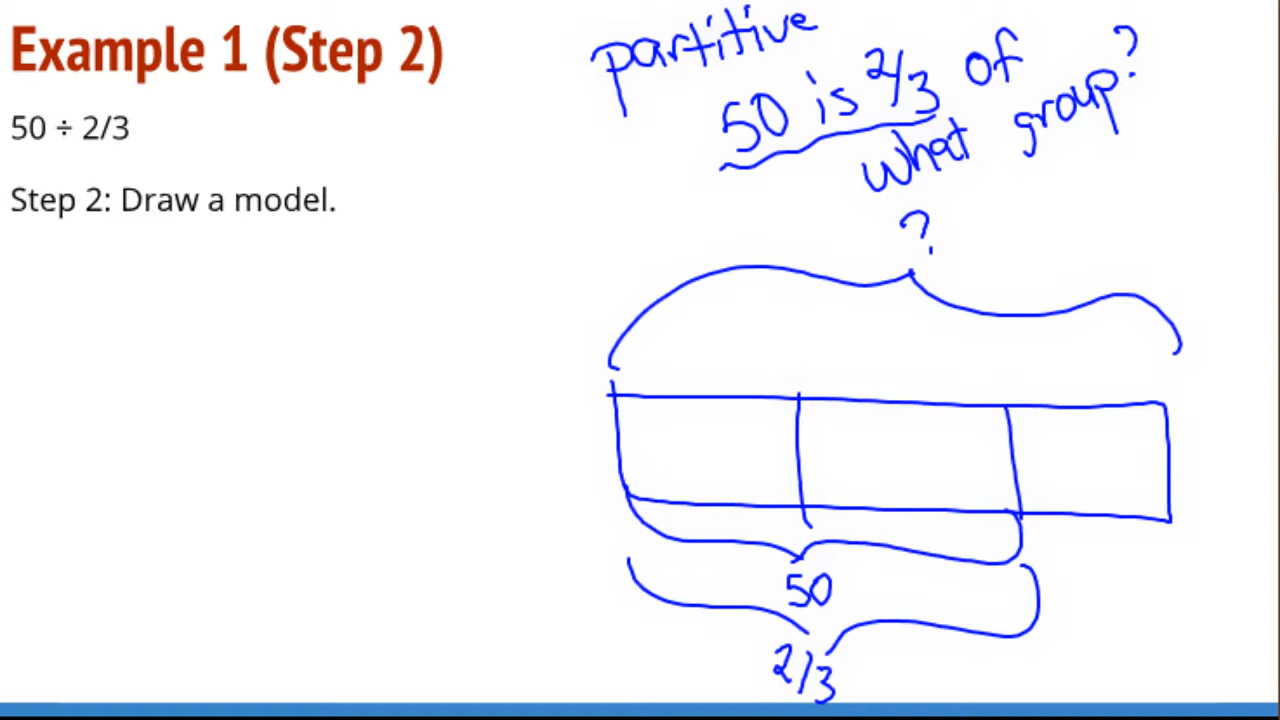 Example 1 (Step 2)
50 ÷ 2/3
Step 2: Draw a model.
partitive
50 is 2/3 of
what group?
?
50
2/3